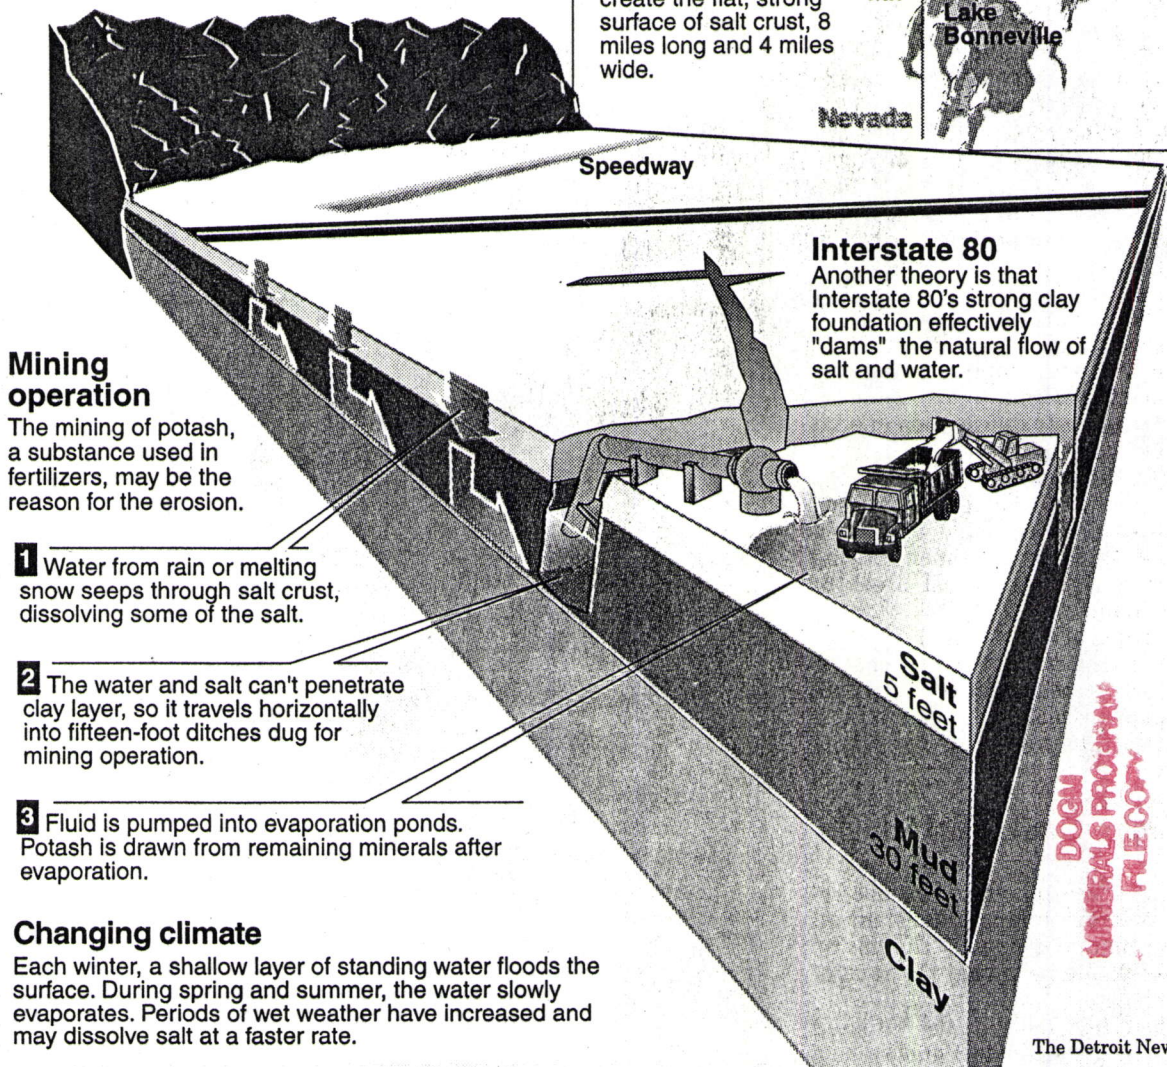 create the flat, strong
surface of salt crust, 8
miles long and 4 miles
wide.
Lake
Bonneville
Nevada
Speedway
Interstate 80
Another theory is that
Interstate 80's strong clay
foundation effectively
"dams" the natural flow of
salt and water.
Mining
operation
The mining of potash,
a substance used in
fertilizers, may be the
reason for the erosion.
1 Water from rain or melting
snow seeps through salt crust,
dissolving some of the salt.
2 The water and salt can't penetrate
clay layer, so it travels horizontally
into fifteen-foot ditches dug for
mining operation.
3 Fluid is pumped into evaporation ponds.
Potash is drawn from remaining minerals after
evaporation.
Changing climate
Each winter, a shallow layer of standing water floods the
surface. During spring and summer, the water slowly
evaporates. Periods of wet weather have increased and
may dissolve salt at a faster rate.
Salt
5 feet
Mud
30 feet
Clay
DOGM
MINERALS PROGRAM
FILE COPY
The Detroit New